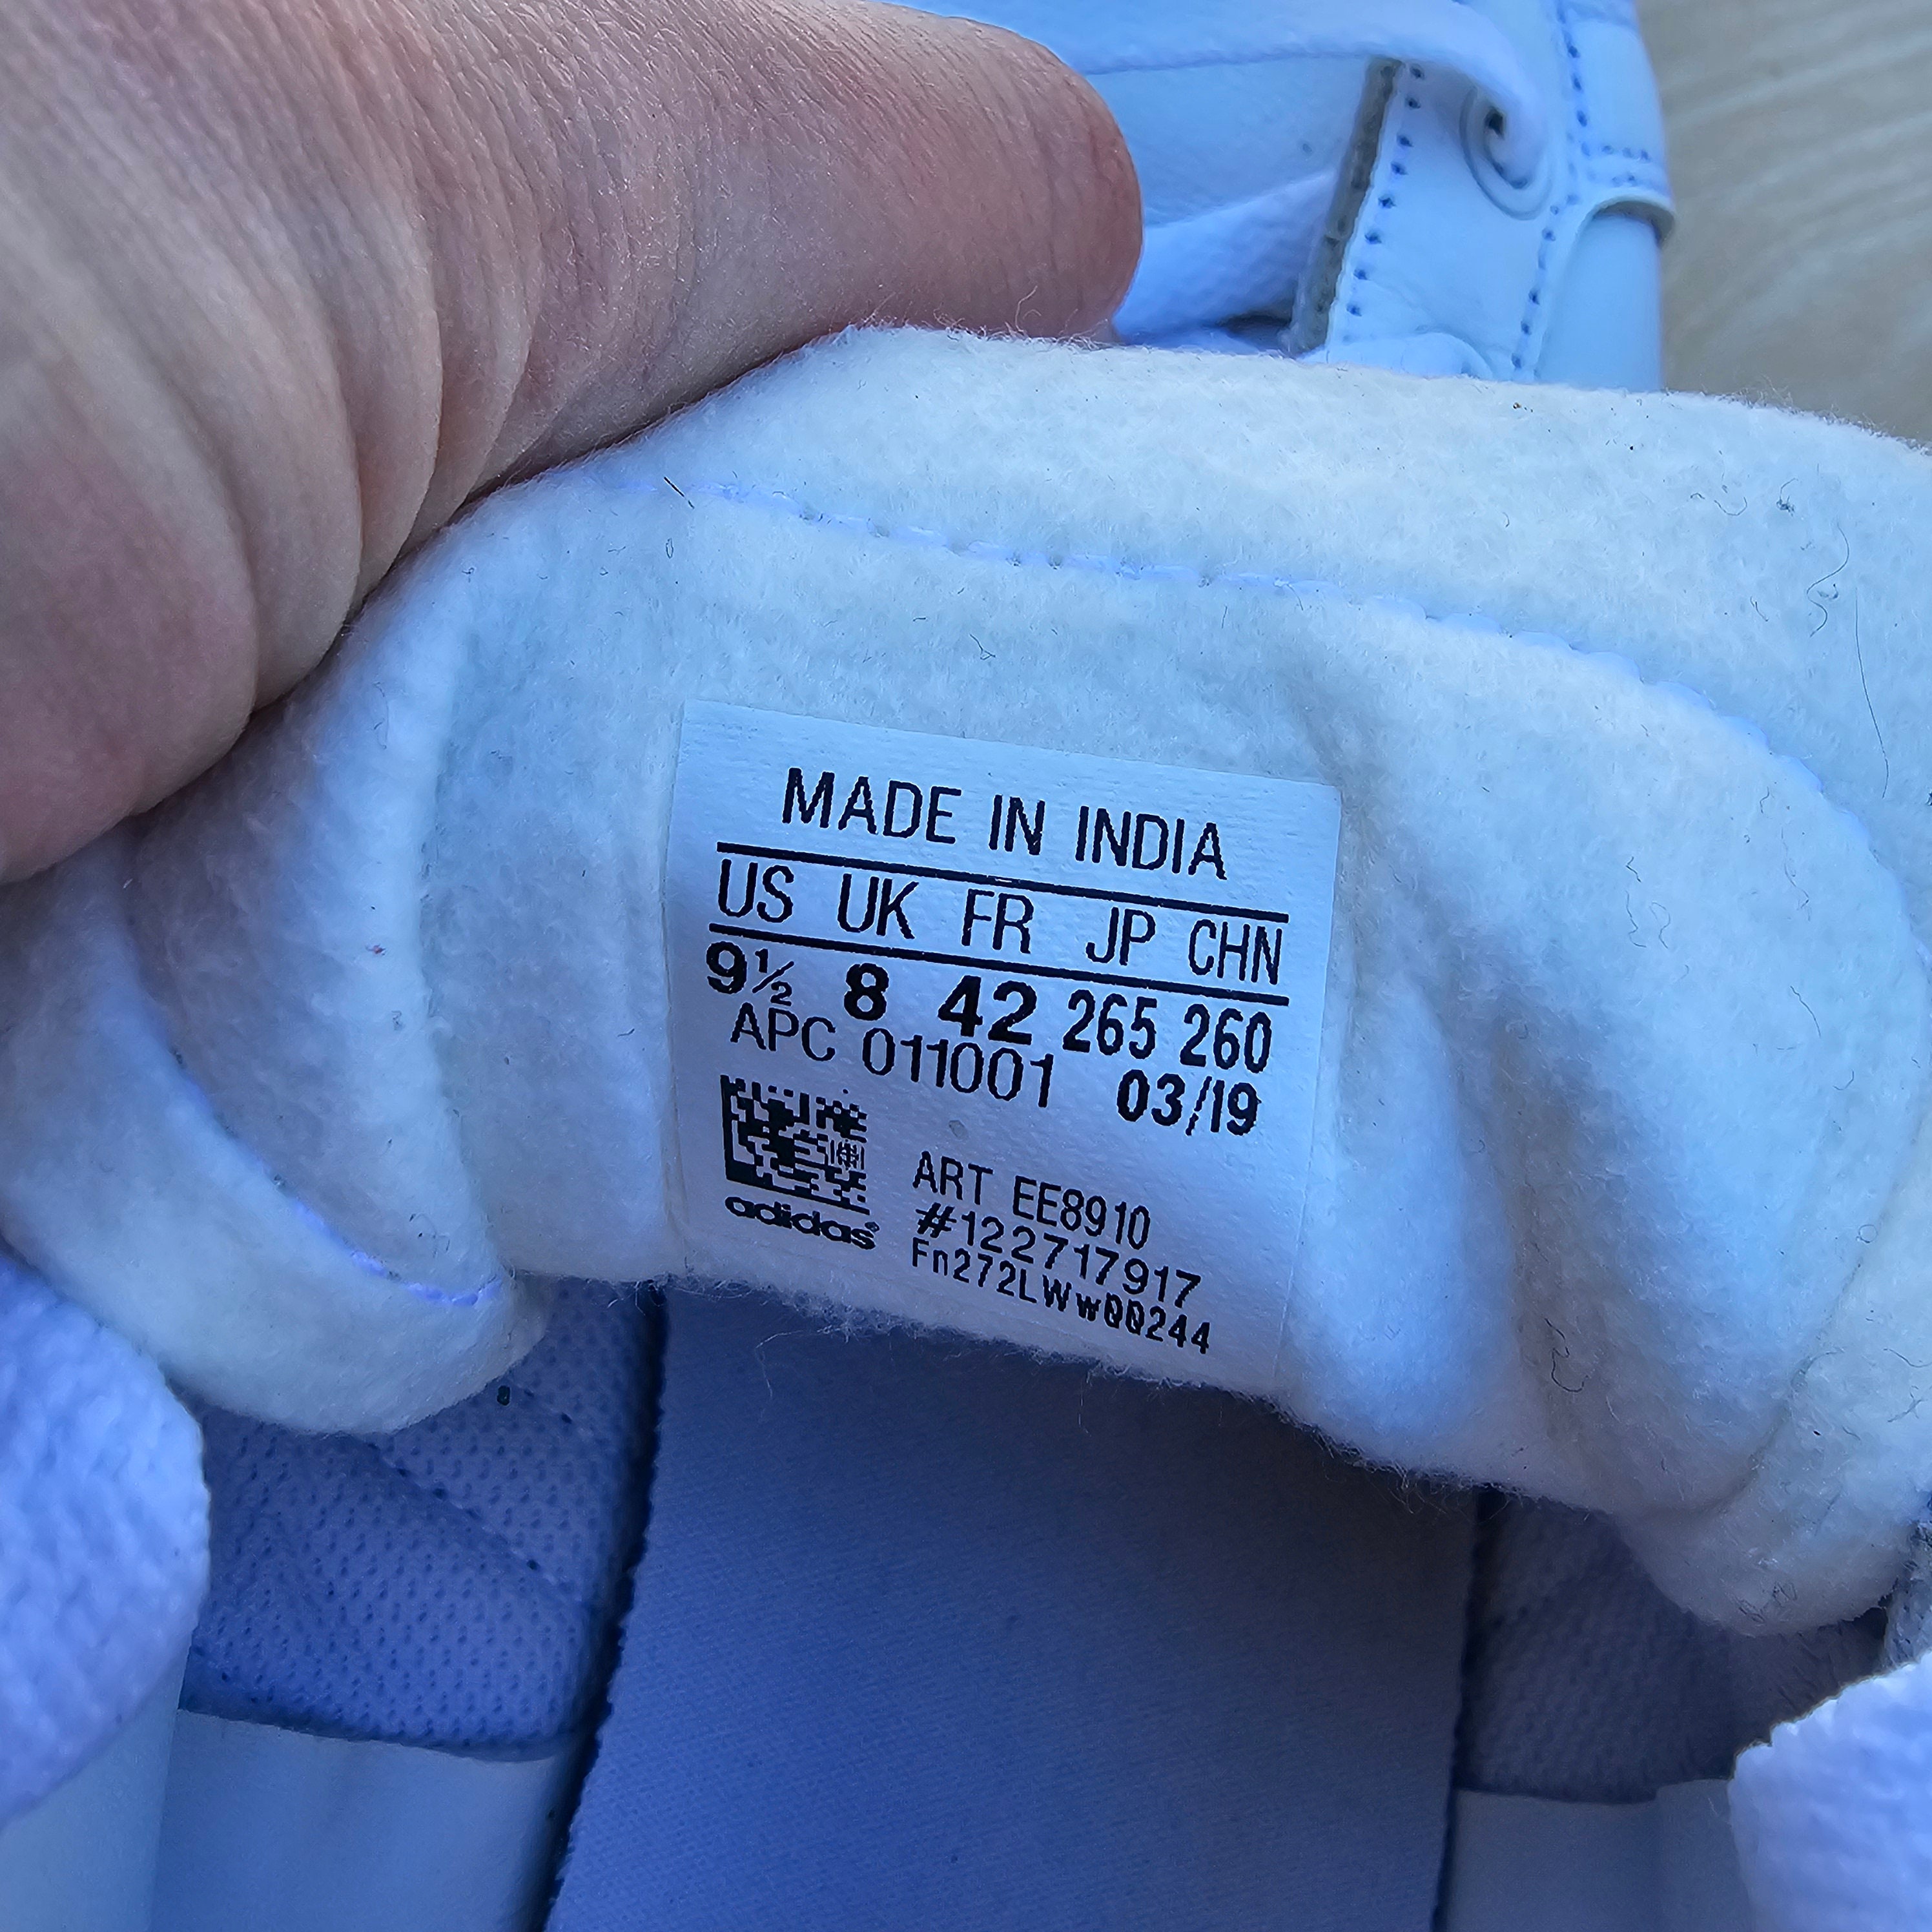 MADE IN INDIA
US UK FR JP CHN
9½ 8 42 265 260
APC 011001 03/19
ART EE8910
#122717917
Fn272LWw00244
adidas®